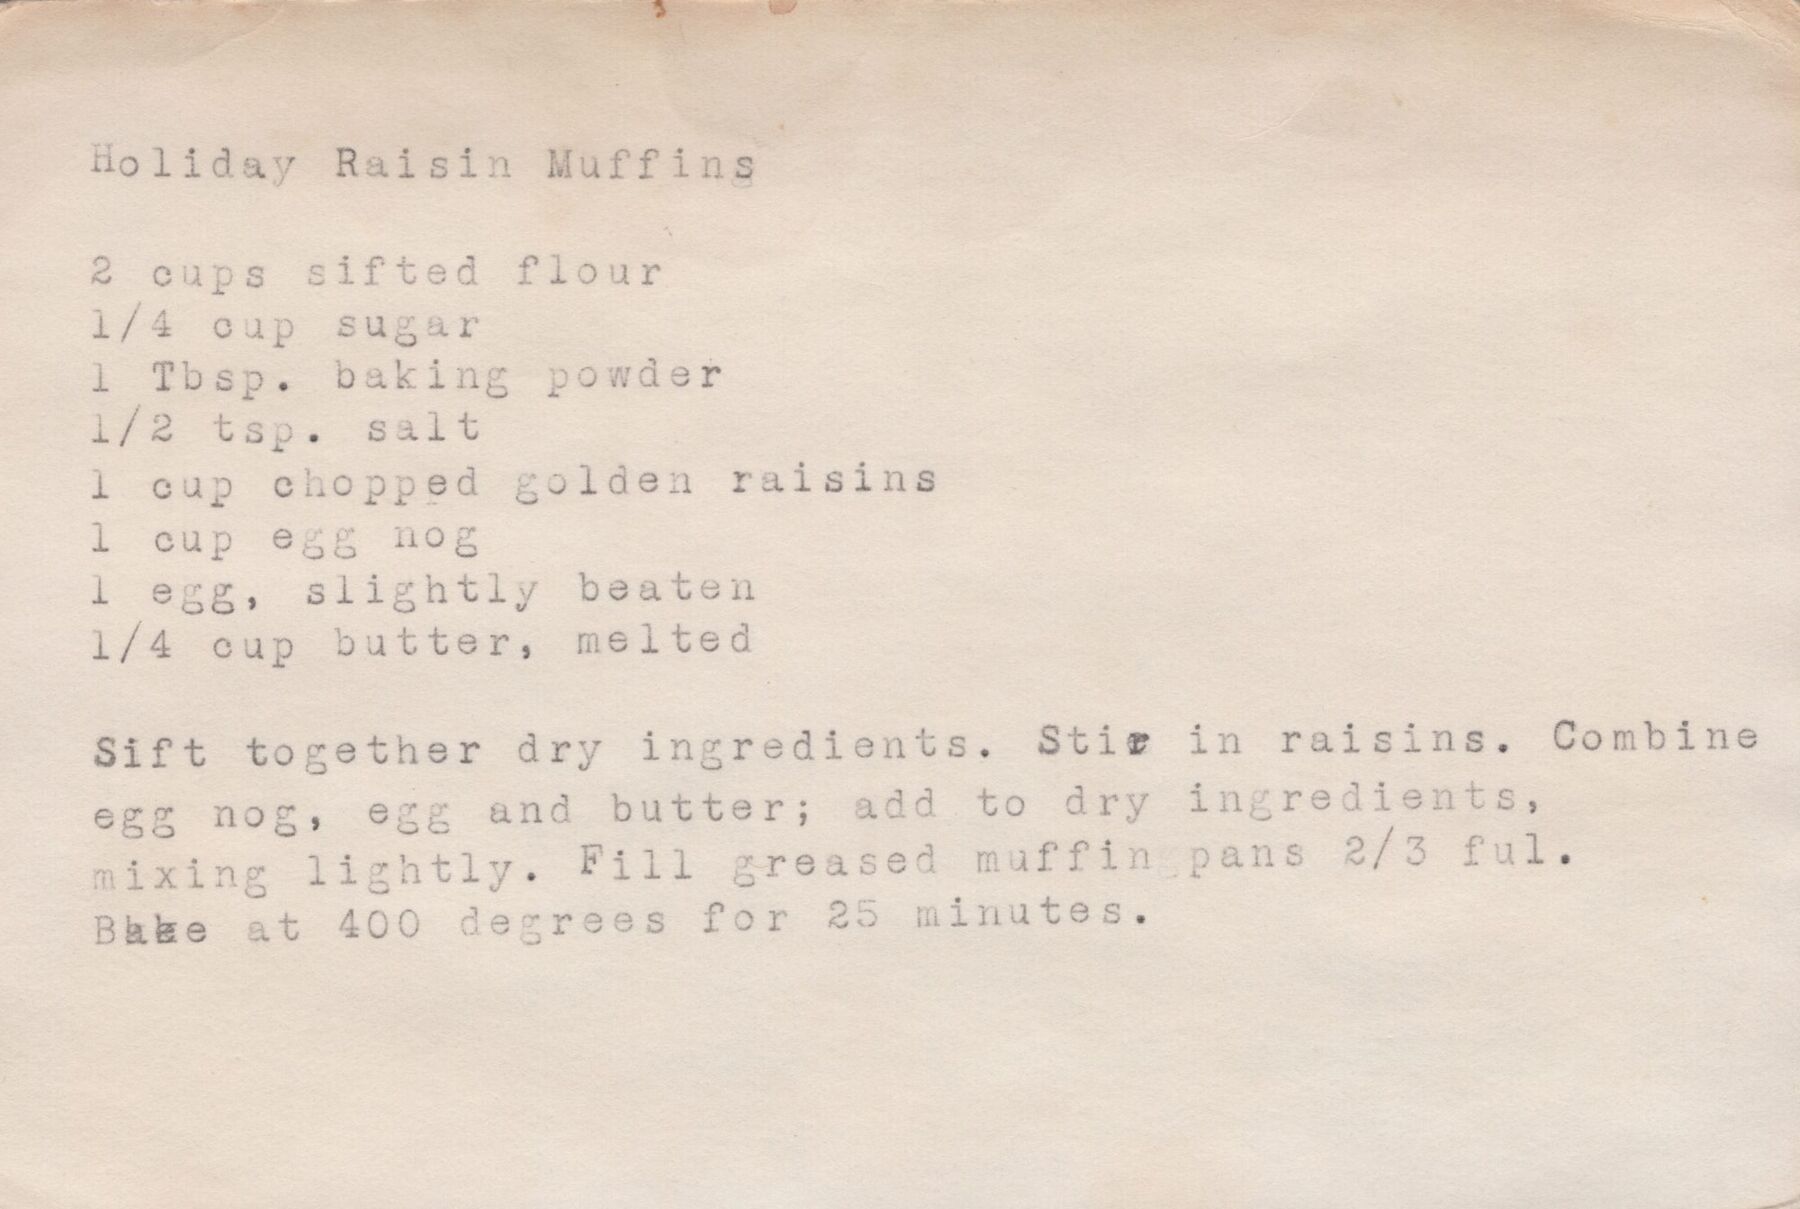 Holiday Raisin Muffins
2 cups sifted flour
1/4 cup sugar
1 Tbsp. baking powder
1/2 tsp. salt
1 cup chopped golden raisins
1 cup egg nog
1 egg, slightly beaten
1/4 cup butter, melted
Sift together dry ingredients. Stir in raisins. Combine
egg nog, egg and butter; add to dry ingredients,
mixing lightly. Fill greased muffin pans 2/3 ful.
Bake at 400 degrees for 25 minutes.